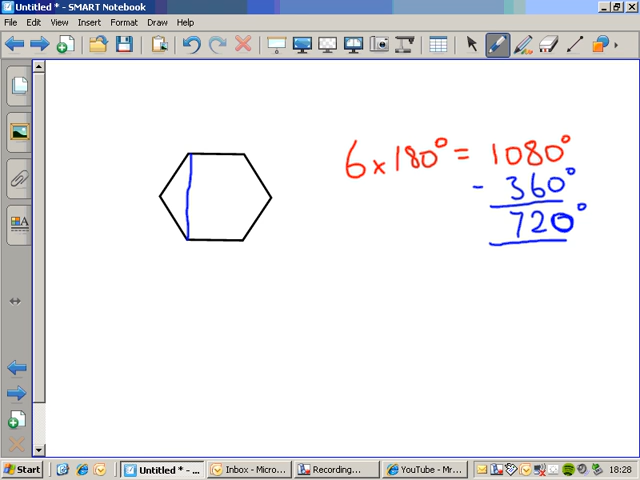 Untitled * - SMART Notebook
File Edit View Insert Format Draw Help
6 x 180° = 1080°
- 360°
720°
Start
Untitled * - ...
Inbox - Micro...
Recording...
YouTube - Mr...
18:28